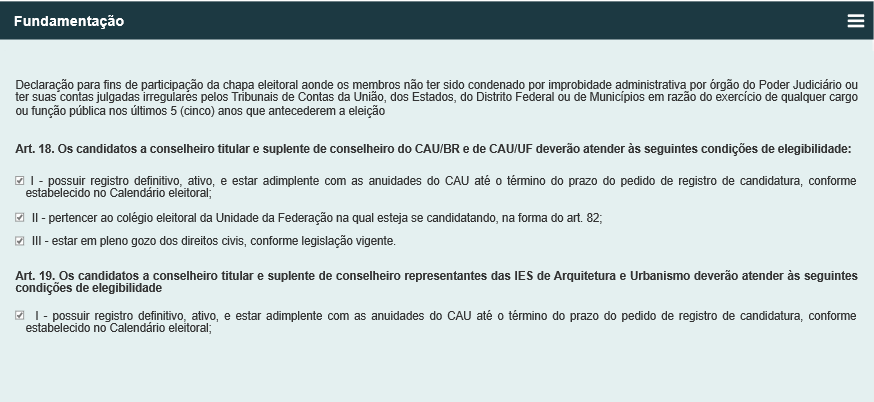 Fundamentação
Declaração para fins de participação da chapa eleitoral aonde os membros não ter sido condenado por improbidade administrativa por órgão do Poder Judiciário ou
ter suas contas julgadas irregulares pelos Tribunais de Contas da União, dos Estados, do Distrito Federal ou de Municípios em razão do exercício de qualquer cargo
ou função pública nos últimos 5 (cinco) anos que antecederem a eleição
Art. 18. Os candidatos a conselheiro titular e suplente de conselheiro do CAU/BR e de CAU/UF deverão atender às seguintes condições de elegibilidade:
I - possuir registro definitivo, ativo, e estar adimplente com as anuidades do CAU até o término do prazo do pedido de registro de candidatura, conforme
estabelecido no Calendário eleitoral;
II - pertencer ao colégio eleitoral da Unidade da Federação na qual esteja se candidatando, na forma do art. 82;
III - estar em pleno gozo dos direitos civis, conforme legislação vigente.
Art. 19. Os candidatos a conselheiro titular e suplente de conselheiro representantes das IES de Arquitetura e Urbanismo deverão atender às seguintes
condições de elegibilidade
I - possuir registro definitivo, ativo, e estar adimplente com as anuidades do CAU até o término do prazo do pedido de registro de candidatura, conforme
estabelecido no Calendário eleitoral;